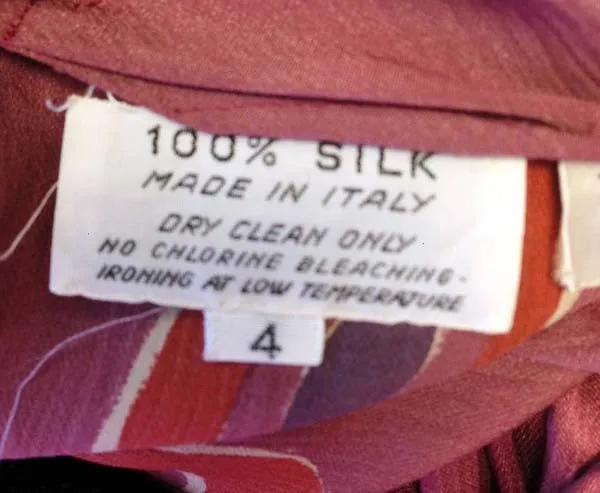 100% SILK
MADE IN ITALY
DRY CLEAN ONLY
NO CHLORINE BLEACHING-
IRONING AT LOW TEMPERATURE
4